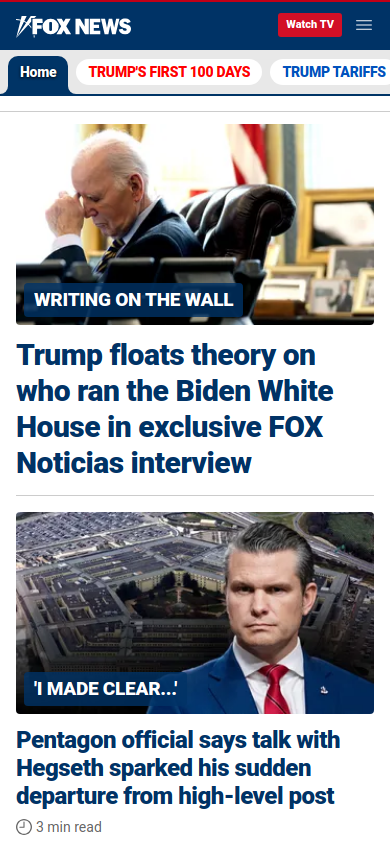 FOX NEWS
Watch TV
Home
TRUMP'S FIRST 100 DAYS
TRUMP TARIFFS
WRITING ON THE WALL
Trump floats theory on
who ran the Biden White
House in exclusive FOX
Noticias interview
'I MADE CLEAR...'
Pentagon official says talk with
Hegseth sparked his sudden
departure from high-level post
3 min read